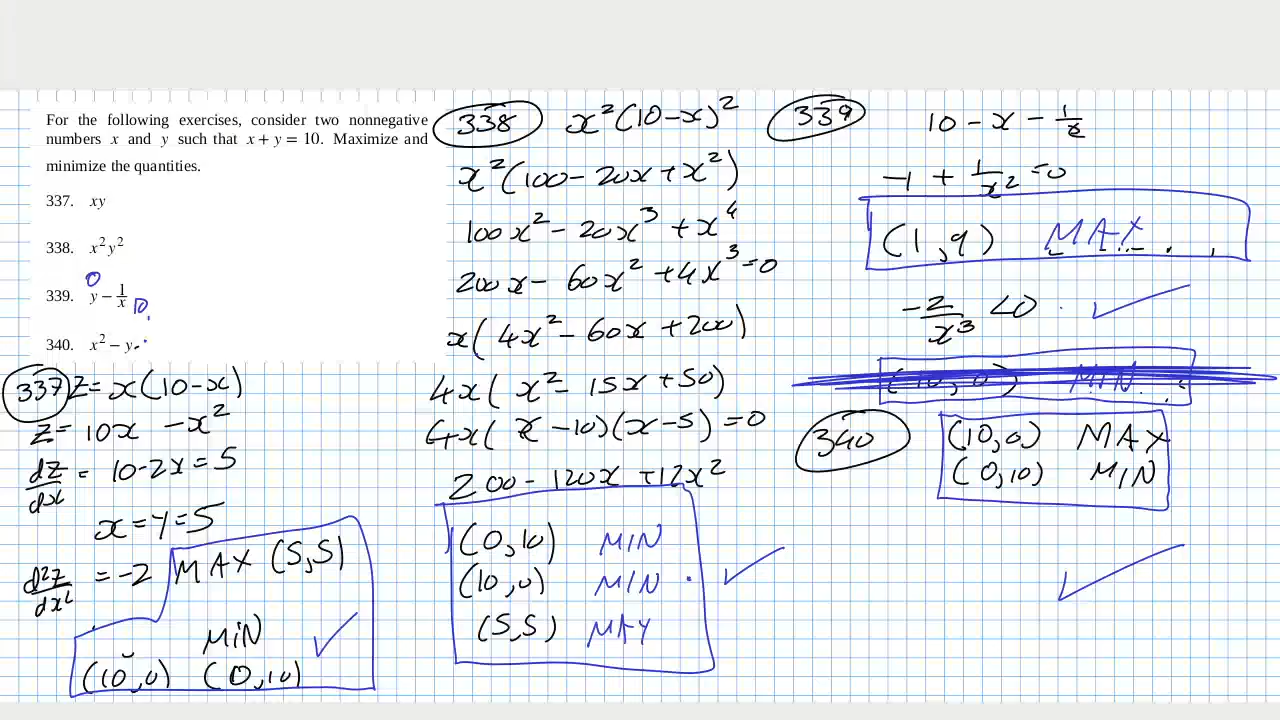 For the following exercises, consider two nonnegative
numbers x and y such that x + y = 10. Maximize and
minimize the quantities.
337. xy
338. x²y²
0
339. y − 1/x
10
340. x² − y
337 Z = x(10-x)
Z = 10x - x²
dz/dx = 10-2x = 5
x = y = 5
d²z/dx² = -2
MAX (5,5)
MIN
(10,0) (0,10)
338 x²(10-x)²
x²(100-20x+x²)
100x² - 20x³ + x⁴
200x - 60x² + 4x³ = 0
x(4x² - 60x + 200)
4x(x² - 15x + 50)
4x(x - 10)(x - 5) = 0
200 - 120x + 12x²
(0,10) MIN
(10,0) MIN
(5,5) MAX
339 10 - x - 1/x
-1 + 1/x² = 0
(1,9) MAX
-2/x³ < 0
(10,0) MIN
340 (10,0) MAX
(0,10) MIN